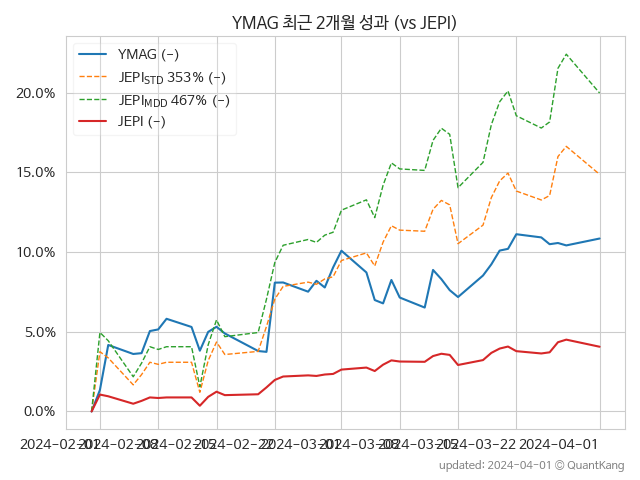 YMAG 최근 2개월 성과 (vs JEPI)
YMAG (-)
JEPI_STD 353% (-)
JEPI_MDD 467% (-)
JEPI (-)
20.0%
15.0%
10.0%
5.0%
0.0%
2024-02-01 2024-02-08 2024-02-15 2024-02-22 2024-03-01 2024-03-08 2024-03-15 2024-03-22 2024-04-01
updated: 2024-04-01 © QuantKang